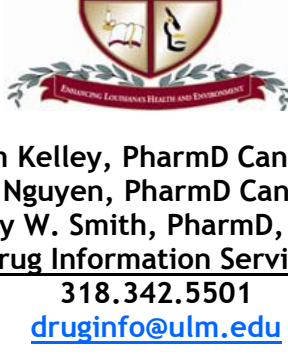 ENHANCING LOUISIANA'S HEALTH AND ENVIRONMENT
n Kelley, PharmD Can
Nguyen, PharmD Can
y W. Smith, PharmD,
rug Information Servi
318.342.5501
druginfo@ulm.edu